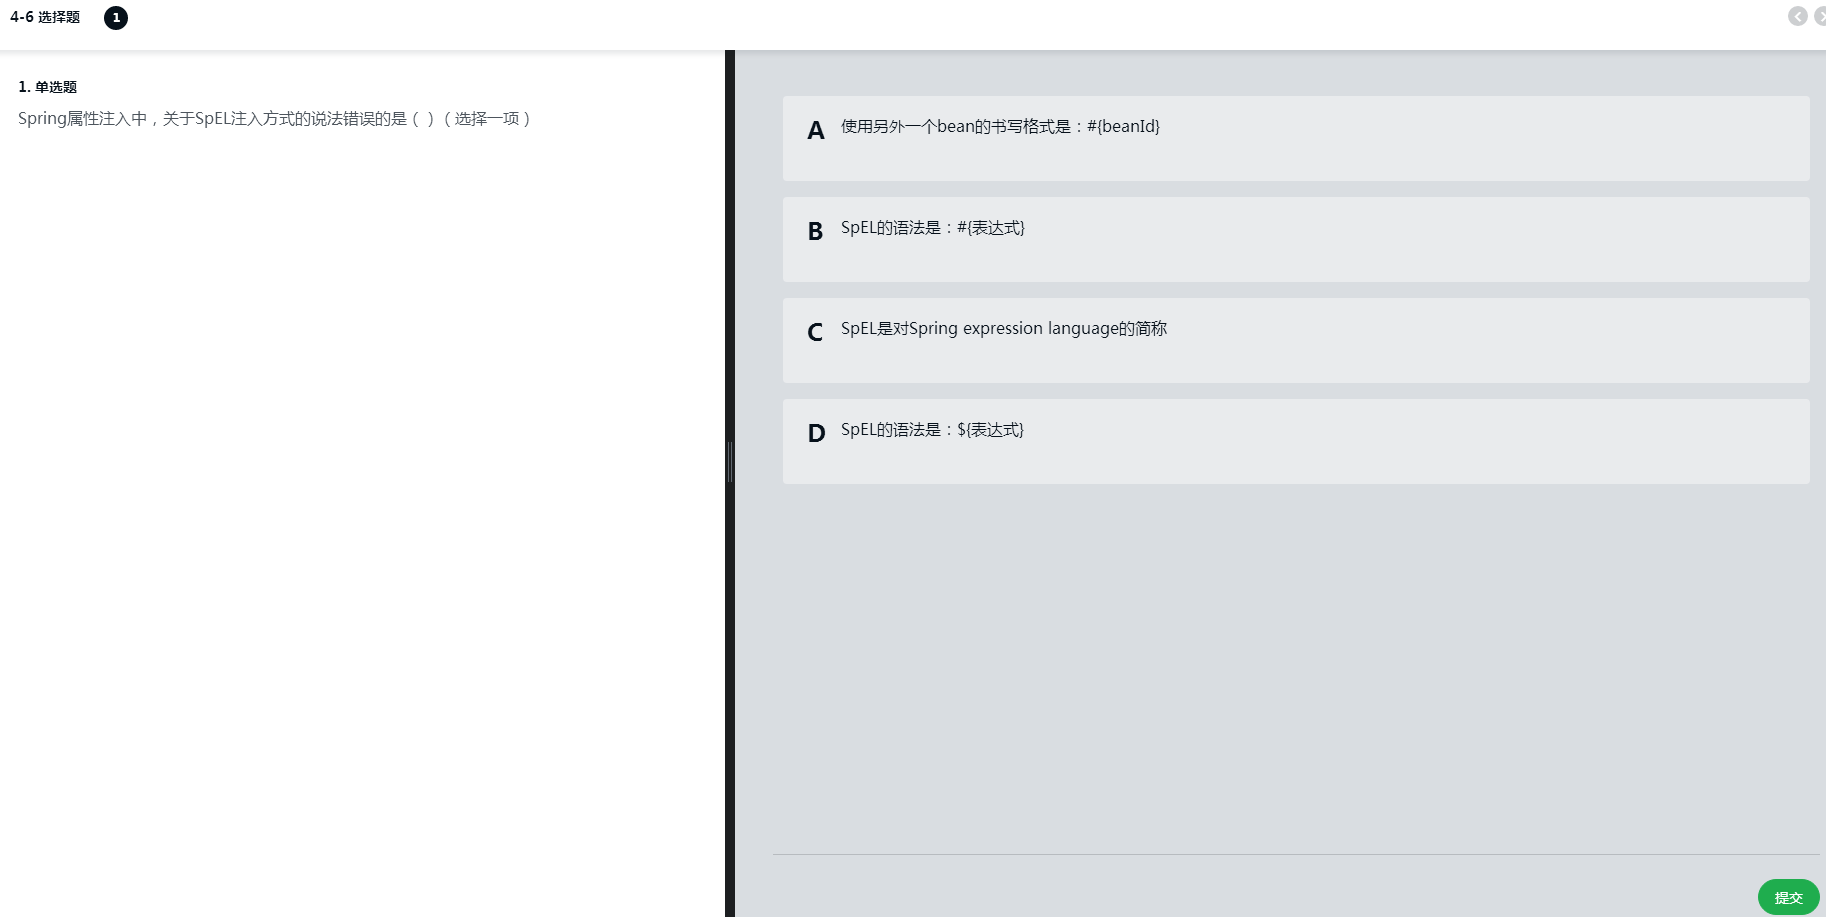 4-6 选择题 1
1. 单选题
Spring属性注入中，关于SpEL注入方式的说法错误的是（ ）（ 选择一项 ）
A 使用另外一个bean的书写格式是：#{beanId}
B SpEL的语法是：#{表达式}
C SpEL是对Spring expression language的简称
D SpEL的语法是：${表达式}
提交